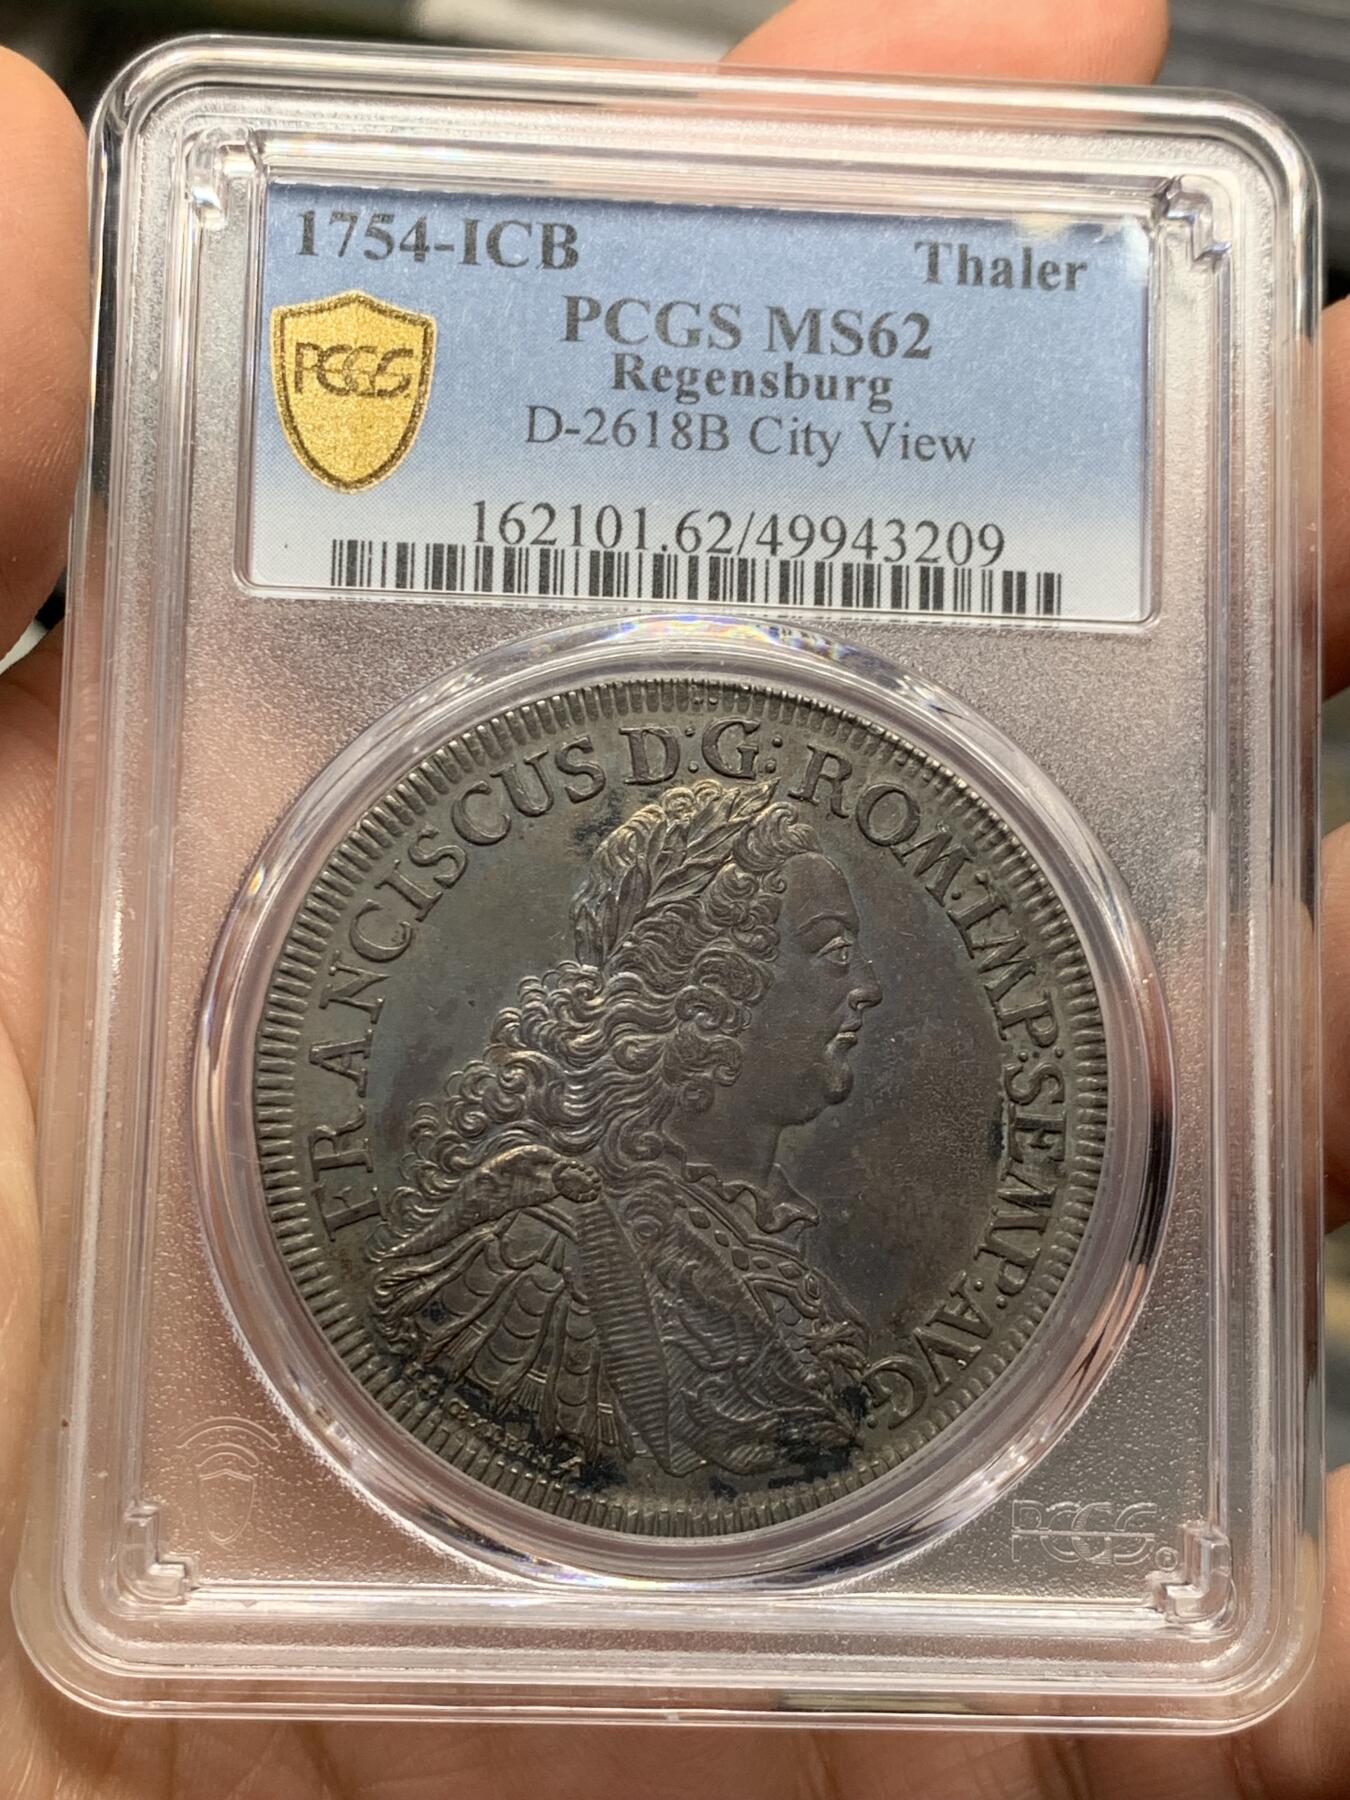 1754-ICB Thaler
PCGS MS62
PCGS
Regensburg
D-2618B City View
162101.62/49943209
FRANCISCUS D:G: ROM:IMP:SEMP:AVG:
PCGS